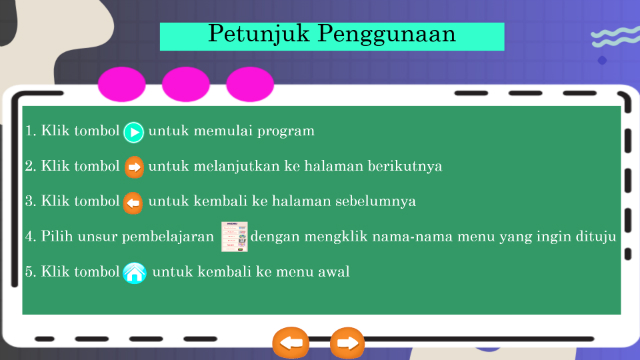 Petunjuk Penggunaan
1. Klik tombol untuk memulai program
2. Klik tombol untuk melanjutkan ke halaman berikutnya
3. Klik tombol untuk kembali ke halaman sebelumnya
4. Pilih unsur pembelajaran dengan mengklik nama-nama menu yang ingin dituju
5. Klik tombol untuk kembali ke menu awal